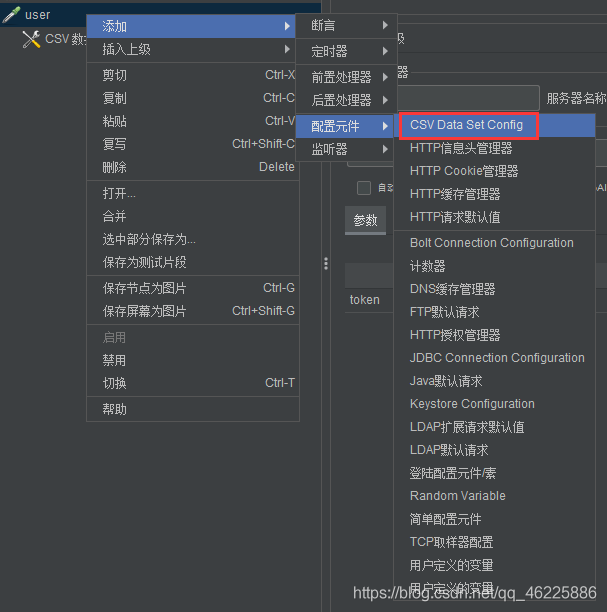 user
CSV 数
添加
插入上级
剪切 Ctrl-X
复制 Ctrl-C
粘贴 Ctrl-V
复写 Ctrl+Shift-C
删除 Delete
打开...
合并
选中部分保存为...
保存为测试片段
保存节点为图片 Ctrl-G
保存屏幕为图片 Ctrl+Shift-G
启用
禁用
切换 Ctrl-T
帮助
断言
定时器
前置处理器
后置处理器
配置元件
监听器
级
器
服务器名称
自
AI
参数
token
CSV Data Set Config
HTTP信息头管理器
HTTP Cookie管理器
HTTP缓存管理器
HTTP请求默认值
Bolt Connection Configuration
计数器
DNS缓存管理器
FTP默认请求
HTTP授权管理器
JDBC Connection Configuration
Java默认请求
Keystore Configuration
LDAP扩展请求默认值
LDAP默认请求
登陆配置元件/素
Random Variable
简单配置元件
TCP取样器配置
用户定义的变量
用户定义的变量
https://blog.csdn.net/qq_46225886